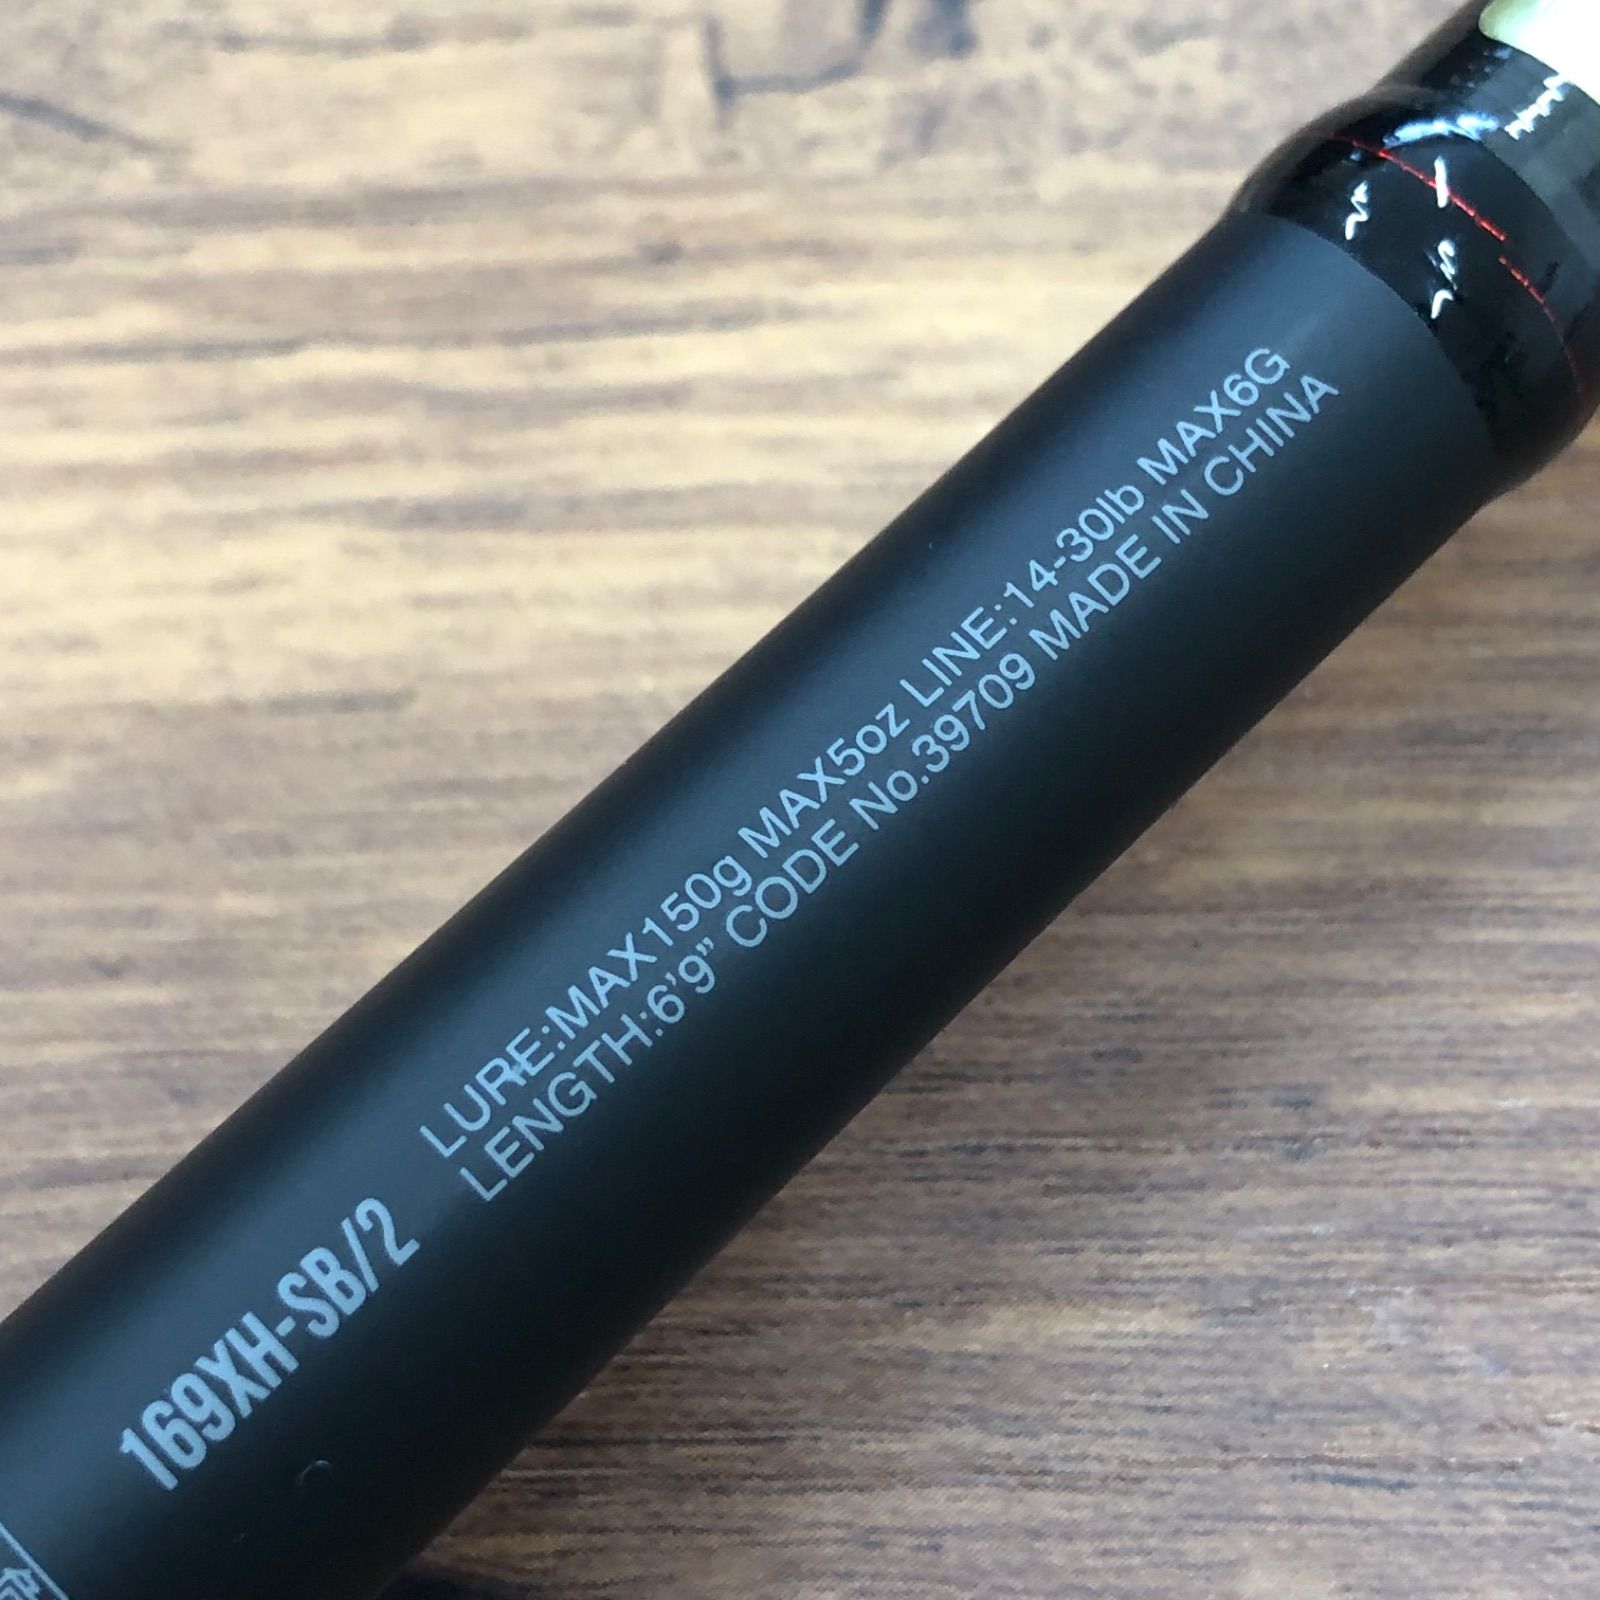 169XH-SB/2
LURE:MAX150g MAX5oz LINE:14-30lb MAX6G
LENGTH:6'9” CODE No.39709 MADE IN CHINA